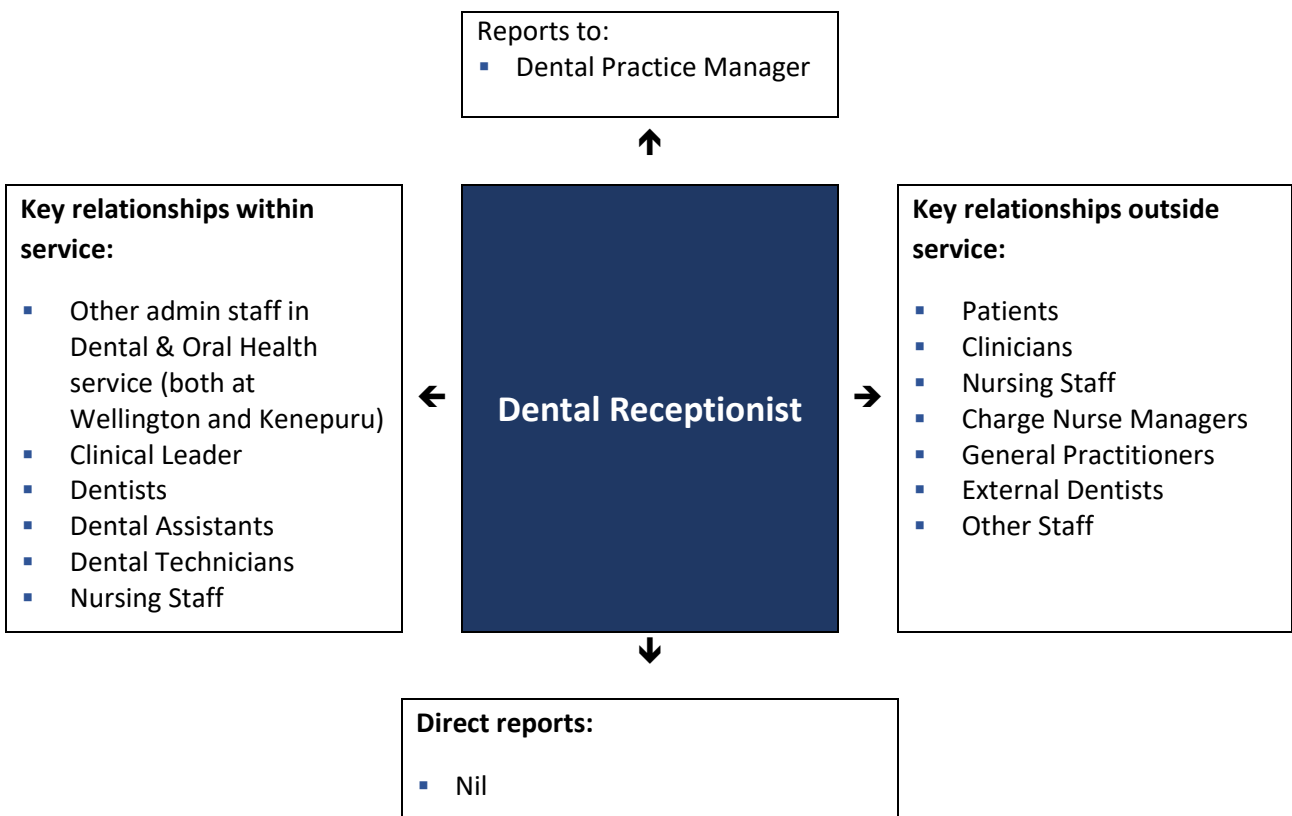 Reports to:
▪ Dental Practice Manager
Key relationships within
service:
▪ Other admin staff in
Dental & Oral Health
service (both at
Wellington and Kenepuru)
▪ Clinical Leader
▪ Dentists
▪ Dental Assistants
▪ Dental Technicians
▪ Nursing Staff
Dental Receptionist
Key relationships outside
service:
▪ Patients
▪ Clinicians
▪ Nursing Staff
▪ Charge Nurse Managers
▪ General Practitioners
▪ External Dentists
▪ Other Staff
Direct reports:
▪ Nil